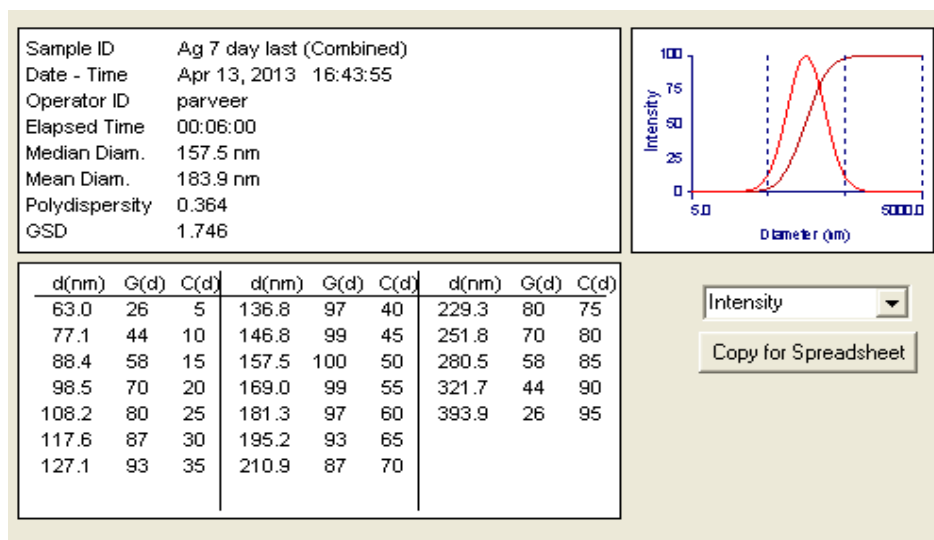 Sample ID Ag 7 day last (Combined)
Date - Time Apr 13, 2013 16:43:55
Operator ID parveer
Elapsed Time 00:06:00
Median Diam. 157.5 nm
Mean Diam. 183.9 nm
Polydispersity 0.364
GSD 1.746
100
75
50
25
0
Intensity
5.0 5000.0
Diameter (nm)
d(nm) G(d) C(d) d(nm) G(d) C(d) d(nm) G(d) C(d)
63.0 26 5 136.8 97 40 229.3 80 75
77.1 44 10 146.8 99 45 251.8 70 80
88.4 58 15 157.5 100 50 280.5 58 85
98.5 70 20 169.0 99 55 321.7 44 90
108.2 80 25 181.3 97 60 393.9 26 95
117.6 87 30 195.2 93 65
127.1 93 35 210.9 87 70
Intensity
Copy for Spreadsheet